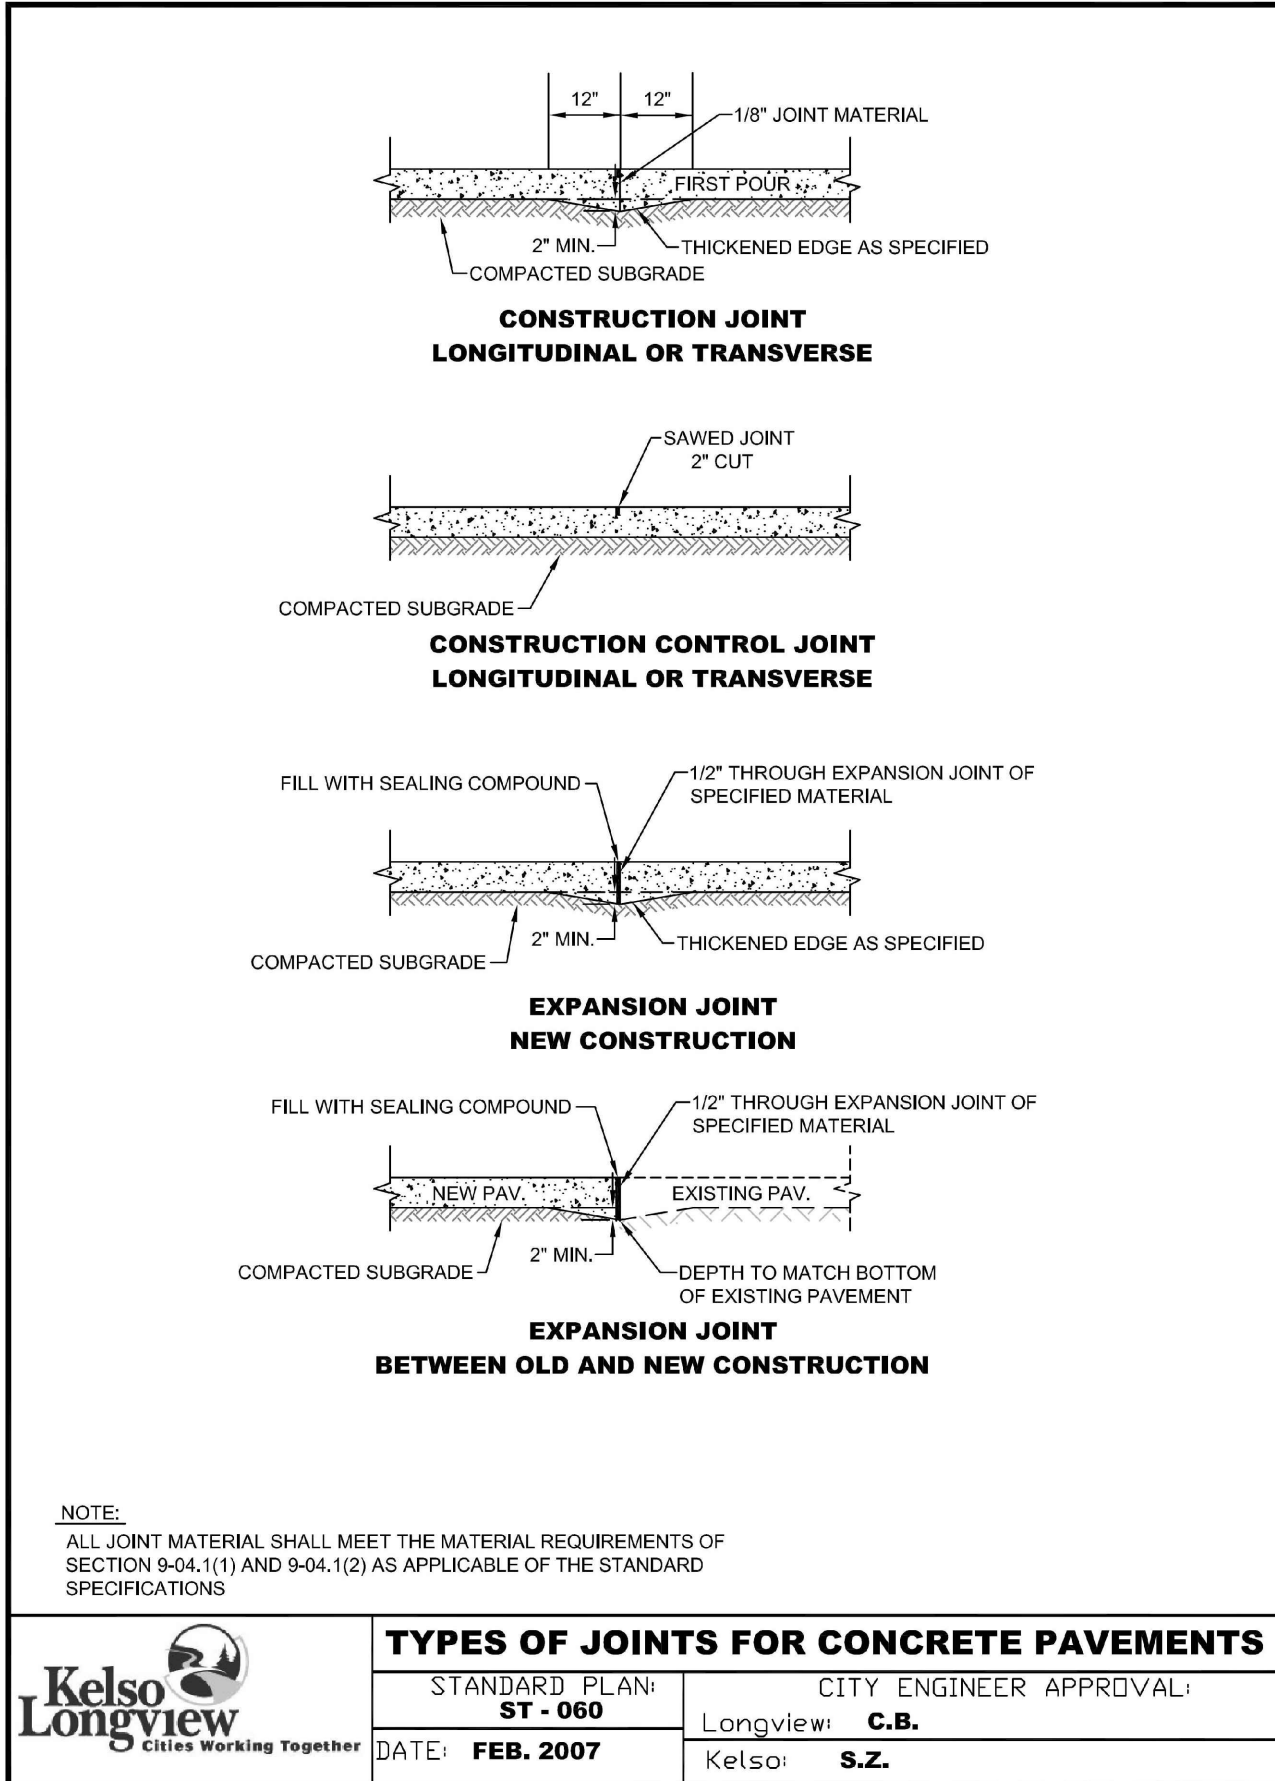 12" 12"
1/8" JOINT MATERIAL
FIRST POUR
2" MIN.
THICKENED EDGE AS SPECIFIED
COMPACTED SUBGRADE
CONSTRUCTION JOINT
LONGITUDINAL OR TRANSVERSE
SAWED JOINT
2" CUT
COMPACTED SUBGRADE
CONSTRUCTION CONTROL JOINT
LONGITUDINAL OR TRANSVERSE
FILL WITH SEALING COMPOUND
1/2" THROUGH EXPANSION JOINT OF
SPECIFIED MATERIAL
2" MIN.
THICKENED EDGE AS SPECIFIED
COMPACTED SUBGRADE
EXPANSION JOINT
NEW CONSTRUCTION
FILL WITH SEALING COMPOUND
1/2" THROUGH EXPANSION JOINT OF
SPECIFIED MATERIAL
NEW PAV.
EXISTING PAV.
2" MIN.
COMPACTED SUBGRADE
DEPTH TO MATCH BOTTOM
OF EXISTING PAVEMENT
EXPANSION JOINT
BETWEEN OLD AND NEW CONSTRUCTION
NOTE:
ALL JOINT MATERIAL SHALL MEET THE MATERIAL REQUIREMENTS OF
SECTION 9-04.1(1) AND 9-04.1(2) AS APPLICABLE OF THE STANDARD
SPECIFICATIONS
Kelso
Longview
Cities Working Together
TYPES OF JOINTS FOR CONCRETE PAVEMENTS
STANDARD PLAN:
ST - 060
DATE: FEB. 2007
CITY ENGINEER APPROVAL:
Longview: C.B.
Kelso: S.Z.